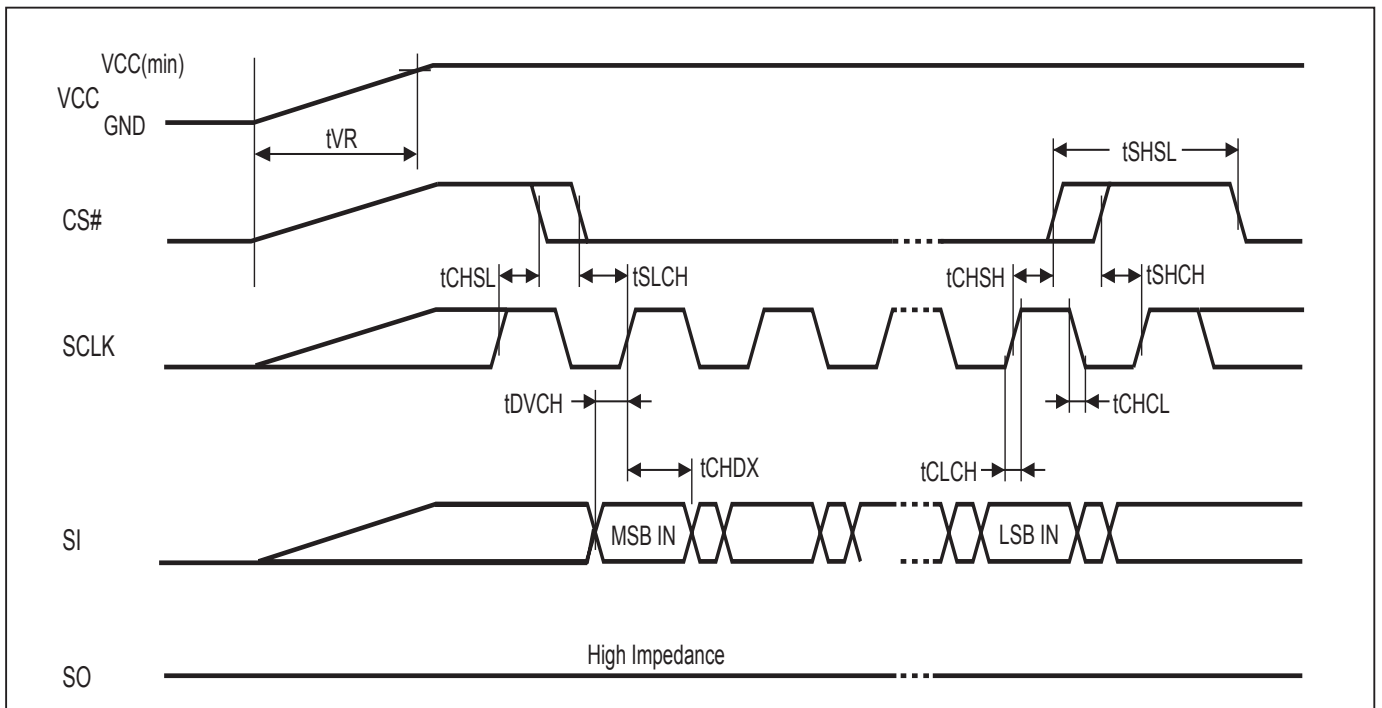 VCC(min)
VCC
GND
tVR
tSHSL
CS#
tCHSL
tSLCH
tCHSH
tSHCH
SCLK
tDVCH
tCHCL
tCHDX
tCLCH
SI
MSB IN
LSB IN
High Impedance
SO